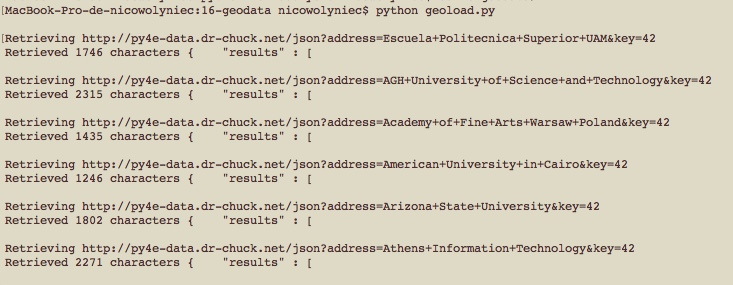 [MacBook-Pro-de-nicowolyniec:16-geodata nicowolyniec$ python geoload.py
[Retrieving http://py4e-data.dr-chuck.net/json?address=Escuela+Politecnica+Superior+UAM&key=42
Retrieved 1746 characters {    "results" : [
Retrieving http://py4e-data.dr-chuck.net/json?address=AGH+University+of+Science+and+Technology&key=42
Retrieved 2315 characters {    "results" : [
Retrieving http://py4e-data.dr-chuck.net/json?address=Academy+of+Fine+Arts+Warsaw+Poland&key=42
Retrieved 1435 characters {    "results" : [
Retrieving http://py4e-data.dr-chuck.net/json?address=American+University+in+Cairo&key=42
Retrieved 1246 characters {    "results" : [
Retrieving http://py4e-data.dr-chuck.net/json?address=Arizona+State+University&key=42
Retrieved 1802 characters {    "results" : [
Retrieving http://py4e-data.dr-chuck.net/json?address=Athens+Information+Technology&key=42
Retrieved 2271 characters {    "results" : [